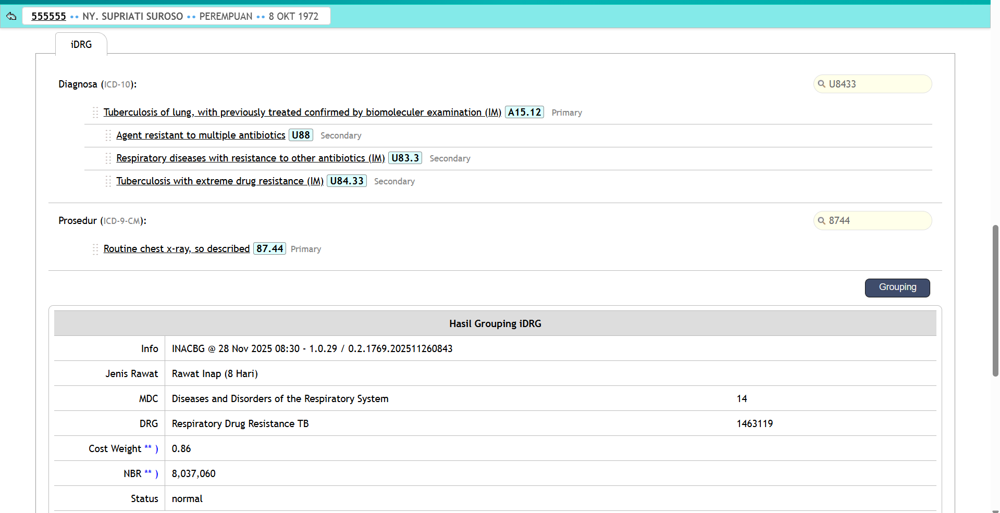 555555 •• NY. SUPRIATI SUROSO •• PEREMPUAN •• 8 OKT 1972
iDRG
Diagnosa (ICD-10):
U8433
Tuberculosis of lung, with previously treated confirmed by biomoleculer examination (IM) A15.12 Primary
Agent resistant to multiple antibiotics U88 Secondary
Respiratory diseases with resistance to other antibiotics (IM) U83.3 Secondary
Tuberculosis with extreme drug resistance (IM) U84.33 Secondary
Prosedur (ICD-9-CM):
8744
Routine chest x-ray, so described 87.44 Primary
Grouping
Hasil Grouping iDRG
Info INACBG @ 28 Nov 2025 08:30 - 1.0.29 / 0.2.1769.202511260843
Jenis Rawat Rawat Inap (8 Hari)
MDC Diseases and Disorders of the Respiratory System 14
DRG Respiratory Drug Resistance TB 1463119
Cost Weight ** ) 0.86
NBR ** ) 8,037,060
Status normal